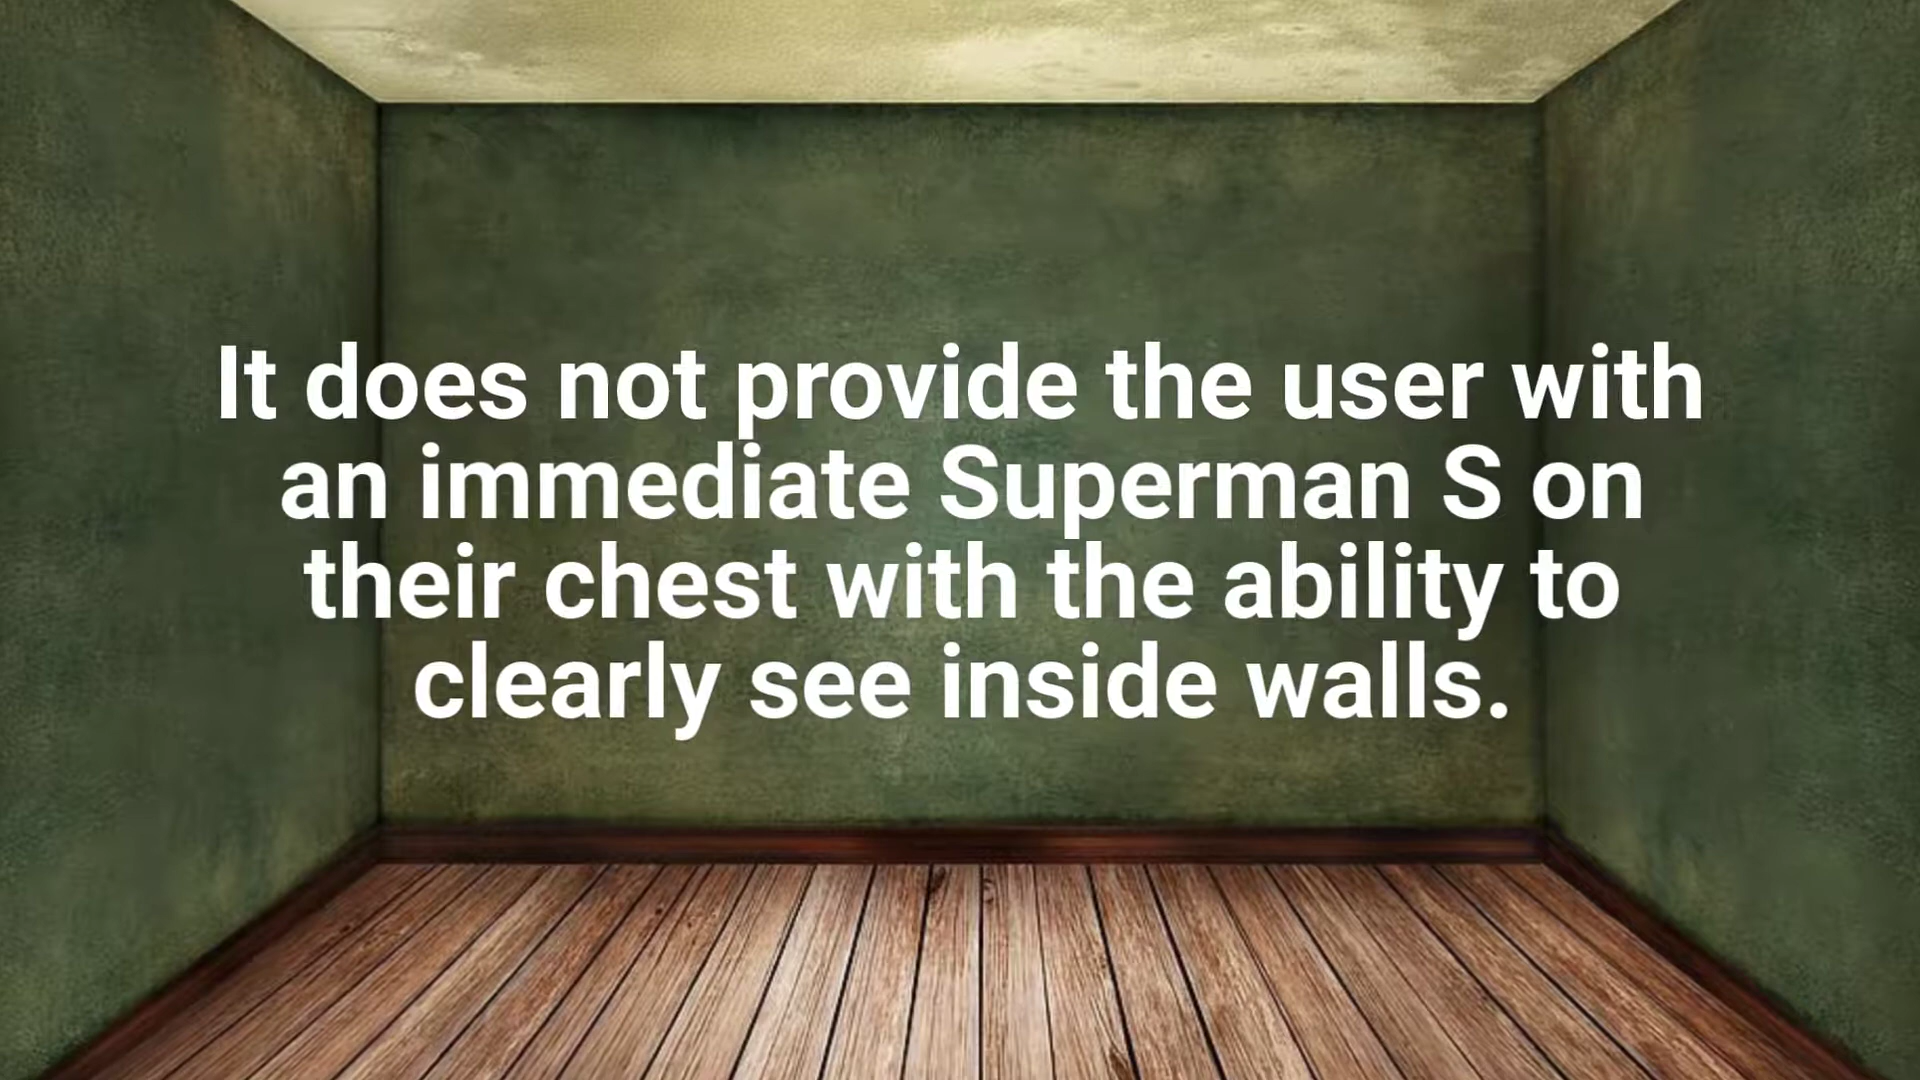 It does not provide the user with
an immediate Superman S on
their chest with the ability to
clearly see inside walls.